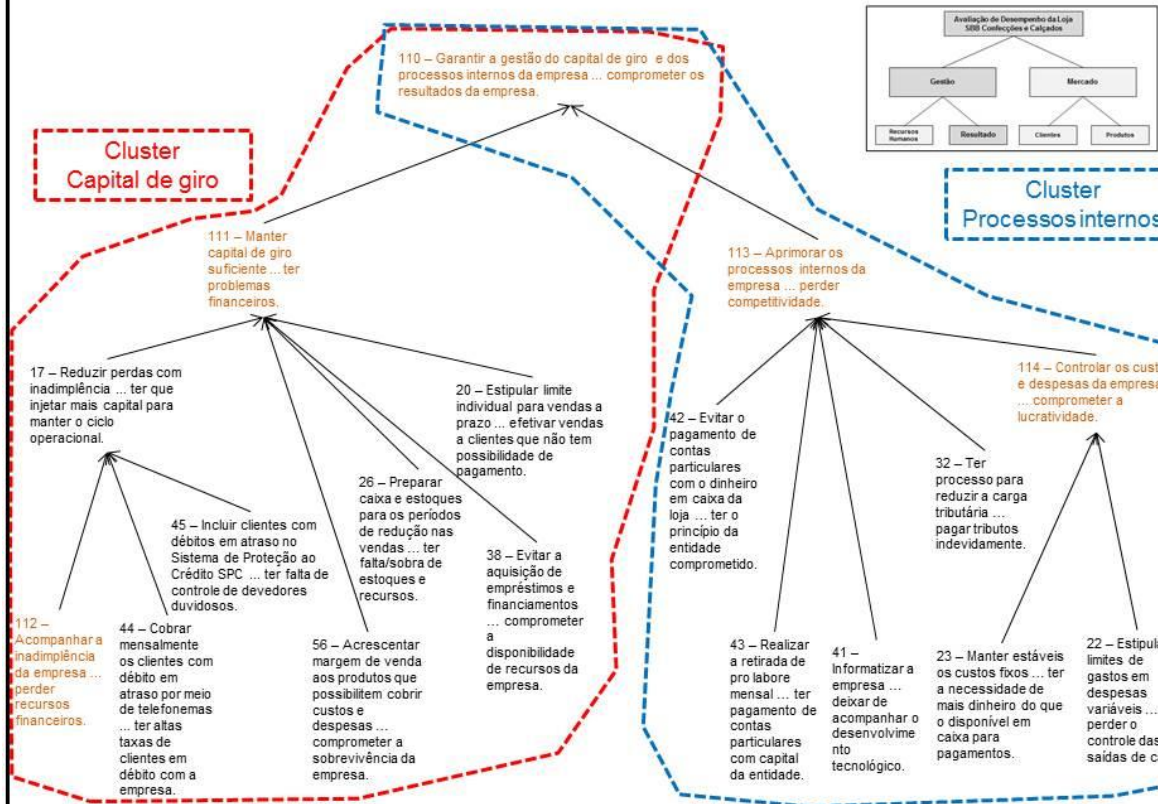 Avaliação de Desempenho da Loja
SBB Confecções e Calçados
Gestão
Mercado
Recursos
Humanos
Resultado
Clientes
Produtos
110 – Garantir a gestão do capital de giro e dos
processos internos da empresa ... comprometer os
resultados da empresa.
Cluster
Capital de giro
Cluster
Processos internos
111 – Manter
capital de giro
suficiente ... ter
problemas
financeiros.
113 – Aprimorar os
processos internos da
empresa ... perder
competitividade.
17 – Reduzir perdas com
inadimplência ... ter que
injetar mais capital para
manter o ciclo
operacional.
20 – Estipular limite
individual para vendas a
prazo ... efetivar vendas
a clientes que não tem
possibilidade de
pagamento.
114 – Controlar os cust
e despesas da empresa
... comprometer a
lucratividade.
42 – Evitar o
pagamento de
contas
particulares
com o dinheiro
em caixa da
loja ... ter o
princípio da
entidade
comprometido.
32 – Ter
processo para
reduzir a carga
tributária ...
pagar tributos
indevidamente.
26 – Preparar
caixa e estoques
para os períodos
de redução nas
vendas ... ter
falta/sobra de
estoques e
recursos.
45 – Incluir clientes com
débitos em atraso no
Sistema de Proteção ao
Crédito SPC ... ter falta de
controle de devedores
duvidosos.
38 – Evitar a
aquisição de
empréstimos e
financiamentos
... comprometer
a
disponibilidade
de recursos da
empresa.
112 –
Acompanhar a
inadimplência
da empresa ...
perder
recursos
financeiros.
44 – Cobrar
mensalmente
os clientes com
débito em
atraso por meio
de telefonemas
... ter altas
taxas de
clientes em
débito com a
empresa.
56 – Acrescentar
margem de venda
aos produtos que
possibilitem cobrir
custos e
despesas ...
comprometer a
sobrevivência da
empresa.
43 – Realizar
a retirada de
pro labore
mensal ... ter
pagamento de
contas
particulares
com capital
da entidade.
41 –
Informatizar a
empresa ...
deixar de
acompanhar o
desenvolvime
nto
tecnológico.
23 – Manter estáveis
os custos fixos ... ter
a necessidade de
mais dinheiro do que
o disponível em
caixa para
pagamentos.
22 – Estipula
limites de
gastos em
despesas
variáveis ...
perder o
controle das
saídas de ca